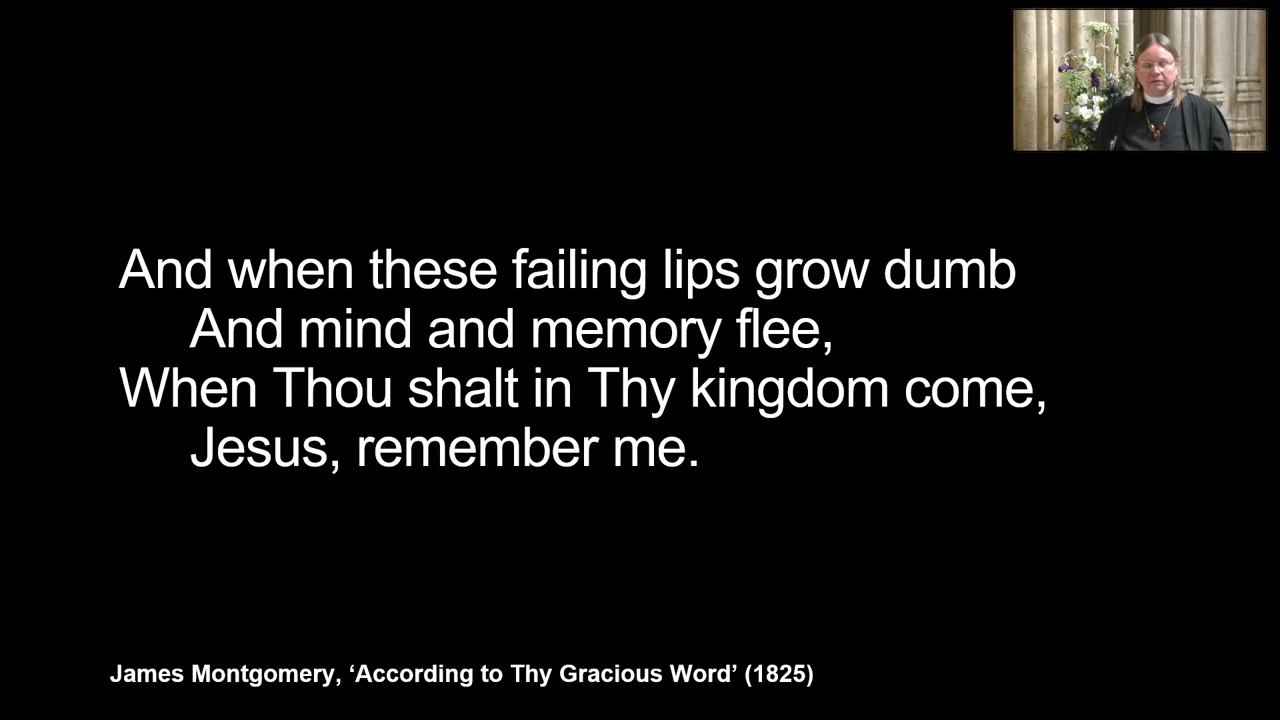 And when these failing lips grow dumb
And mind and memory flee,
When Thou shalt in Thy kingdom come,
Jesus, remember me.
James Montgomery, ‘According to Thy Gracious Word’ (1825)